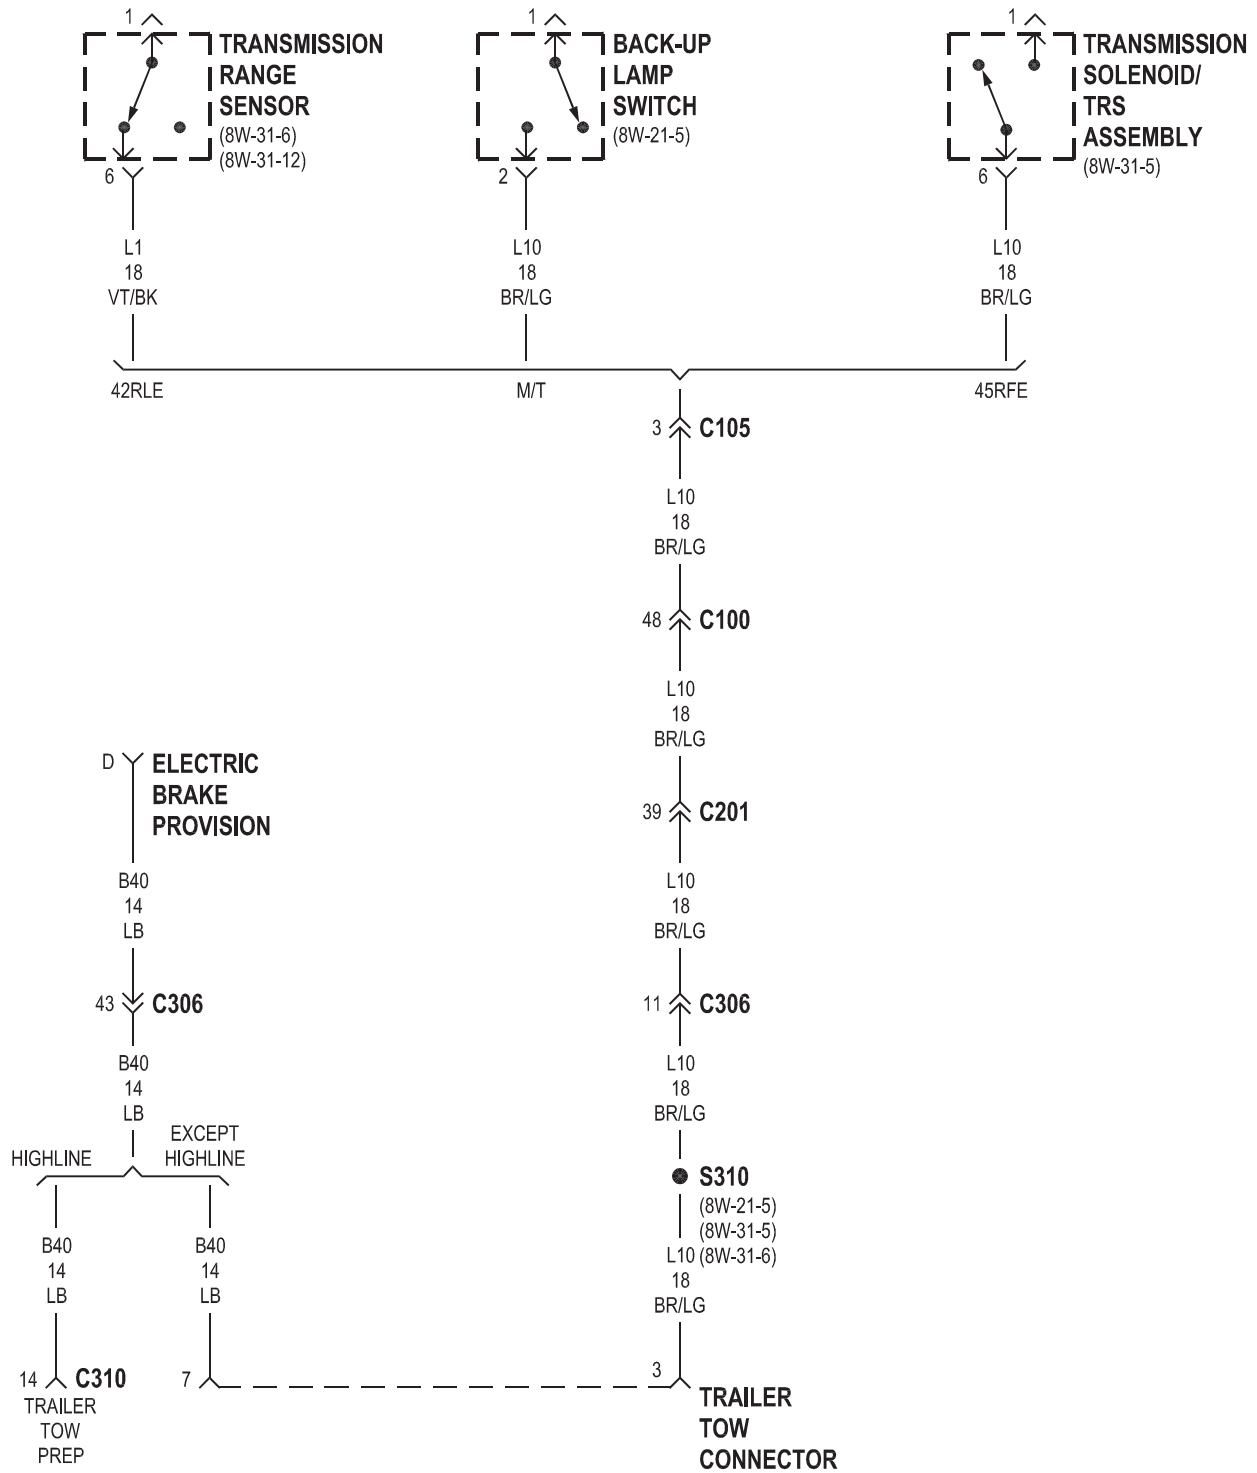 1
TRANSMISSION
RANGE
SENSOR
(8W-31-6)
(8W-31-12)
6
L1
18
VT/BK
42RLE
1
BACK-UP
LAMP
SWITCH
(8W-21-5)
2
L10
18
BR/LG
M/T
1
TRANSMISSION
SOLENOID/
TRS
ASSEMBLY
(8W-31-5)
6
L10
18
BR/LG
45RFE
3 C105
L10
18
BR/LG
48 C100
L10
18
BR/LG
39 C201
L10
18
BR/LG
11 C306
L10
18
BR/LG
S310
(8W-21-5)
(8W-31-5)
(8W-31-6)
L10
18
BR/LG
3
TRAILER
TOW
CONNECTOR
D ELECTRIC
BRAKE
PROVISION
B40
14
LB
43 C306
B40
14
LB
HIGHLINE
EXCEPT
HIGHLINE
B40
14
LB
14 C310
TRAILER
TOW
PREP
B40
14
LB
7